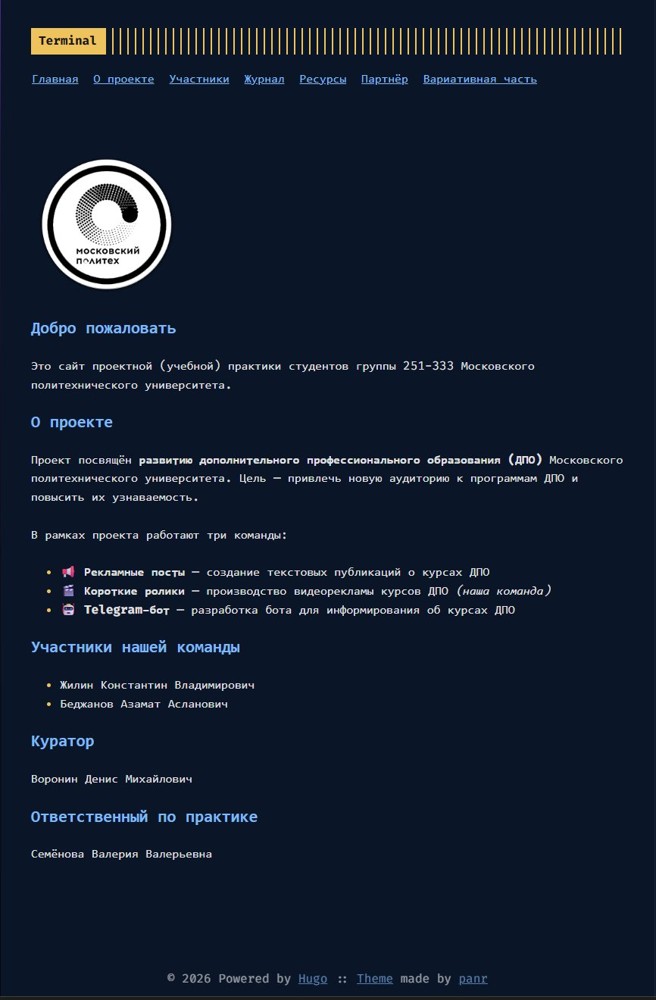 Terminal
Главная О проекте Участники Журнал Ресурсы Партнёр Вариативная часть
московский
политех
Добро пожаловать
Это сайт проектной (учебной) практики студентов группы 251-333 Московского
политехнического университета.
О проекте
Проект посвящён развитию дополнительного профессионального образования (ДПО) Московского
политехнического университета. Цель — привлечь новую аудиторию к программам ДПО и
повысить их узнаваемость.
В рамках проекта работают три команды:
• 📢 Рекламные посты — создание текстовых публикаций о курсах ДПО
• 🎬 Короткие ролики — производство видеорекламы курсов ДПО (наша команда)
• 🤖 Telegram-бот — разработка бота для информирования об курсах ДПО
Участники нашей команды
• Жилин Константин Владимирович
• Беджанов Азамат Асланович
Куратор
Воронин Денис Михайлович
Ответственный по практике
Семёнова Валерия Валерьевна
© 2026 Powered by Hugo :: Theme made by panr